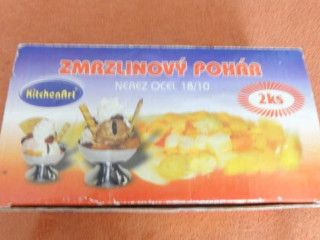 ZMRZLINOVÝ POHÁR
NEREZ OCEL 18/10
KitchenArt
2ks